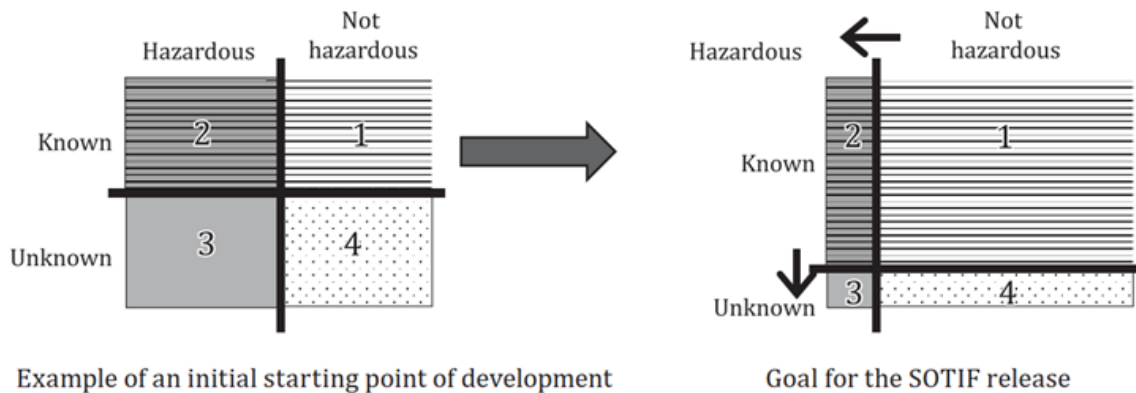 Hazardous
Not
hazardous
Known
2
1
Unknown
3
4
Example of an initial starting point of development
Hazardous
Not
hazardous
Known
2
1
Unknown
3
4
Goal for the SOTIF release